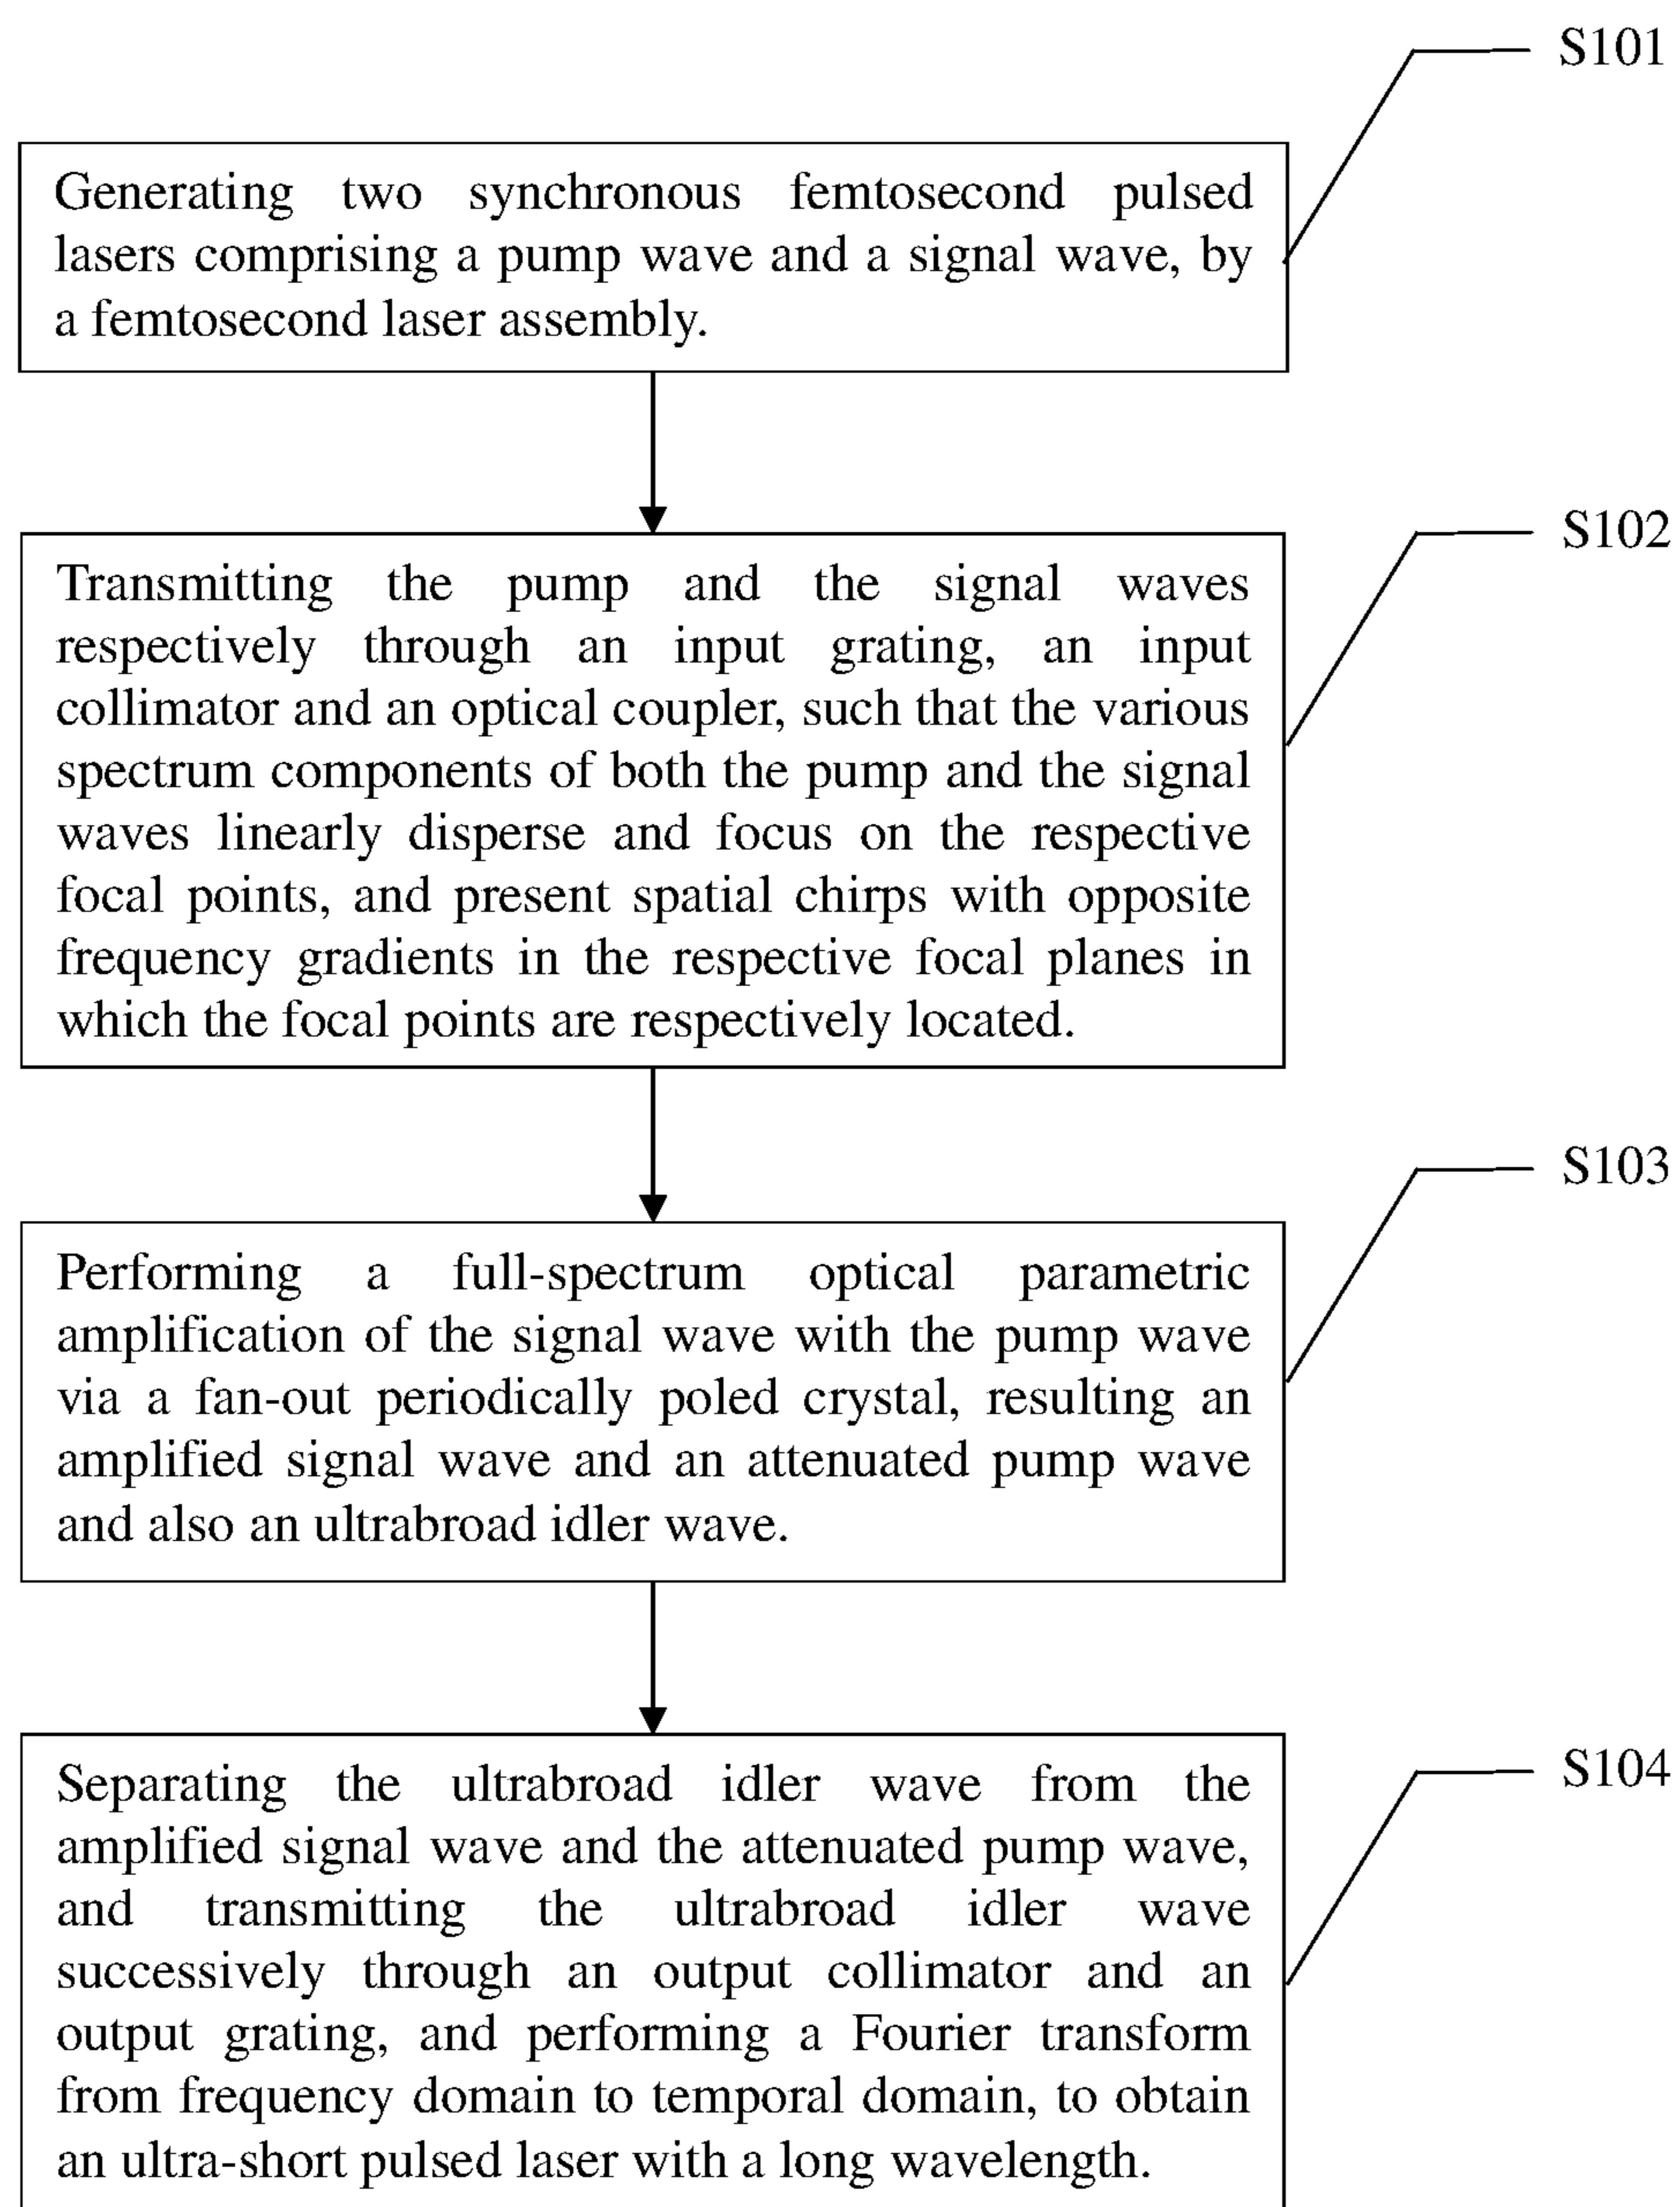 S101
Generating two synchronous femtosecond pulsed
lasers comprising a pump wave and a signal wave, by
a femtosecond laser assembly.
S102
Transmitting the pump and the signal waves
respectively through an input grating, an input
collimator and an optical coupler, such that the various
spectrum components of both the pump and the signal
waves linearly disperse and focus on the respective
focal points, and present spatial chirps with opposite
frequency gradients in the respective focal planes in
which the focal points are respectively located.
S103
Performing a full-spectrum optical parametric
amplification of the signal wave with the pump wave
via a fan-out periodically poled crystal, resulting an
amplified signal wave and an attenuated pump wave
and also an ultrabroad idler wave.
S104
Separating the ultrabroad idler wave from the
amplified signal wave and the attenuated pump wave,
and transmitting the ultrabroad idler wave
successively through an output collimator and an
output grating, and performing a Fourier transform
from frequency domain to temporal domain, to obtain
an ultra-short pulsed laser with a long wavelength.